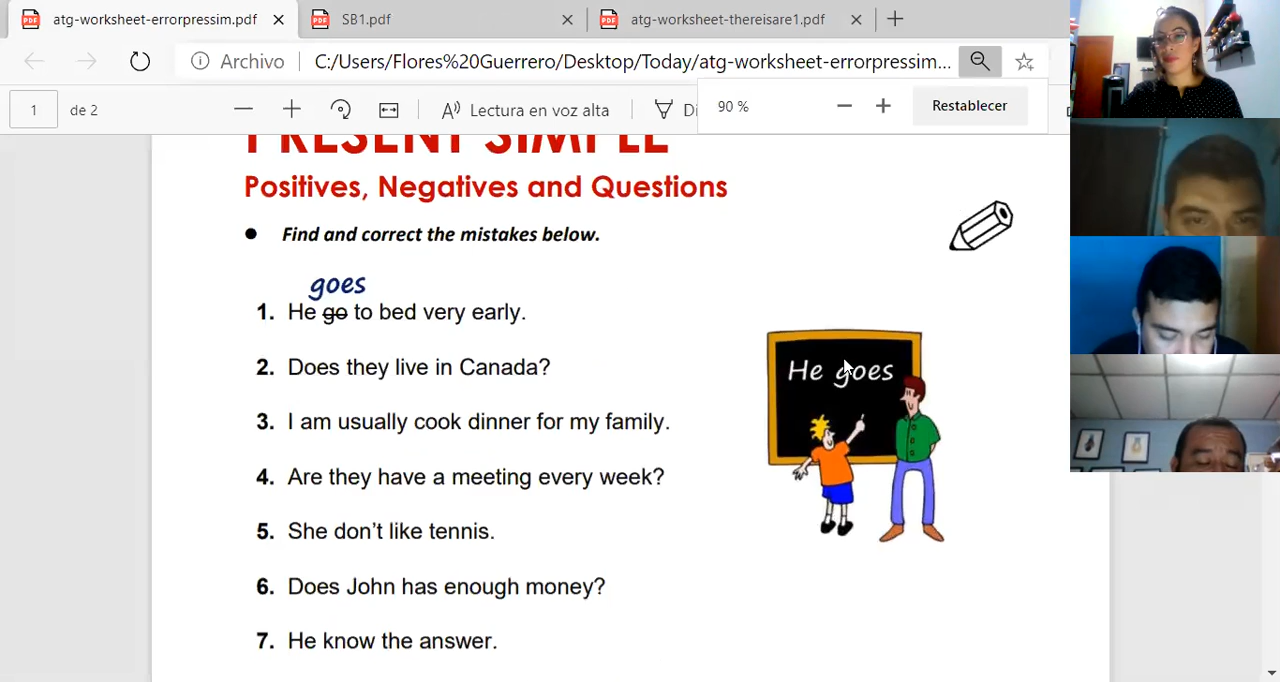 atg-worksheet-errorpressim.pdf
SB1.pdf
atg-worksheet-thereisare1.pdf
Archivo
C:/Users/Flores%20Guerrero/Desktop/Today/atg-worksheet-errorpressim...
1 de 2
Lectura en voz alta
Di
90 %
Restablecer
PRESENT SIMPLE
Positives, Negatives and Questions
Find and correct the mistakes below.
goes
1. He go to bed very early.
2. Does they live in Canada?
He goes
3. I am usually cook dinner for my family.
4. Are they have a meeting every week?
5. She don't like tennis.
6. Does John has enough money?
7. He know the answer.